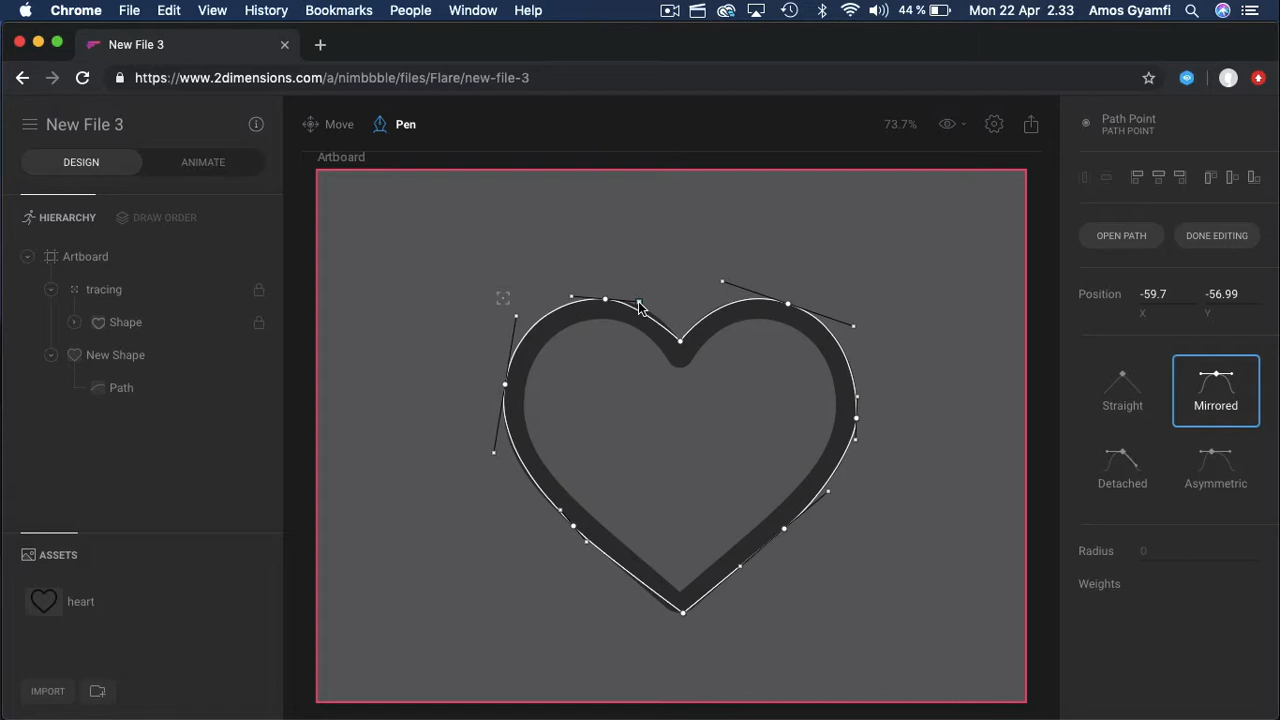 Chrome File Edit View History Bookmarks People Window Help 44 % Mon 22 Apr 2.33 Amos Gyamfi
New File 3
https://www.2dimensions.com/a/nimbbble/files/Flare/new-file-3
New File 3
Move Pen 73.7%
Path Point
PATH POINT
DESIGN ANIMATE
Artboard
HIERARCHY DRAW ORDER
OPEN PATH DONE EDITING
Artboard
tracing
Position -59.7 -56.99
X Y
Shape
New Shape
Path
Straight Mirrored
Detached Asymmetric
ASSETS
Radius 0
Weights
heart
IMPORT